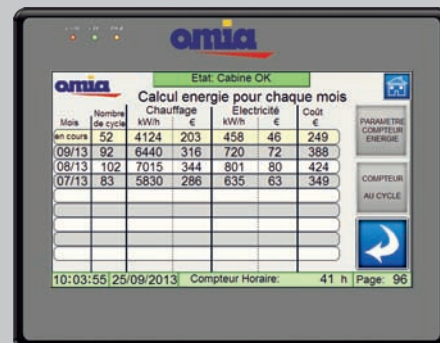 omia
Etat: Cabine OK
omia
Calcul energie pour chaque mois
Nombre Chauffage Electricité Coût
Mois de cycle kW/h € kW/h € €
en cours 52 4124 203 458 46 249
09/13 92 6440 316 720 72 388
08/13 102 7015 344 801 80 424
07/13 83 5830 286 635 63 349
PARAMETRE
COMPTEUR
ENERGIE
COMPTEUR
AU CYCLE
10:03:55 25/09/2013 Compteur Horaire: 41 h Page: 96